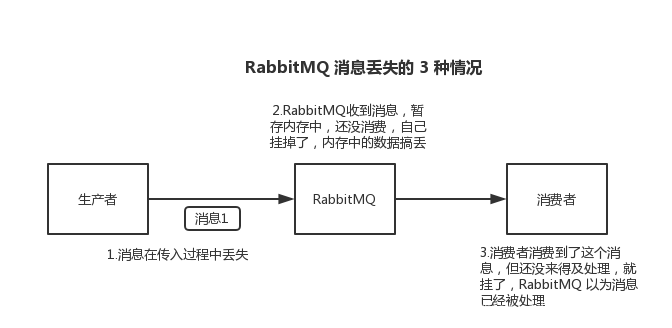 RabbitMQ 消息丢失的 3 种情况
2.RabbitMQ收到消息，暂
存内存中，还没消费，自己
挂掉了，内存中的数据搞丢
生产者
消息1
RabbitMQ
消费者
1.消息在传入过程中丢失
3.消费者消费到了这个消
息，但还没来得及处理，就
挂了，RabbitMQ 以为消息
已经被处理